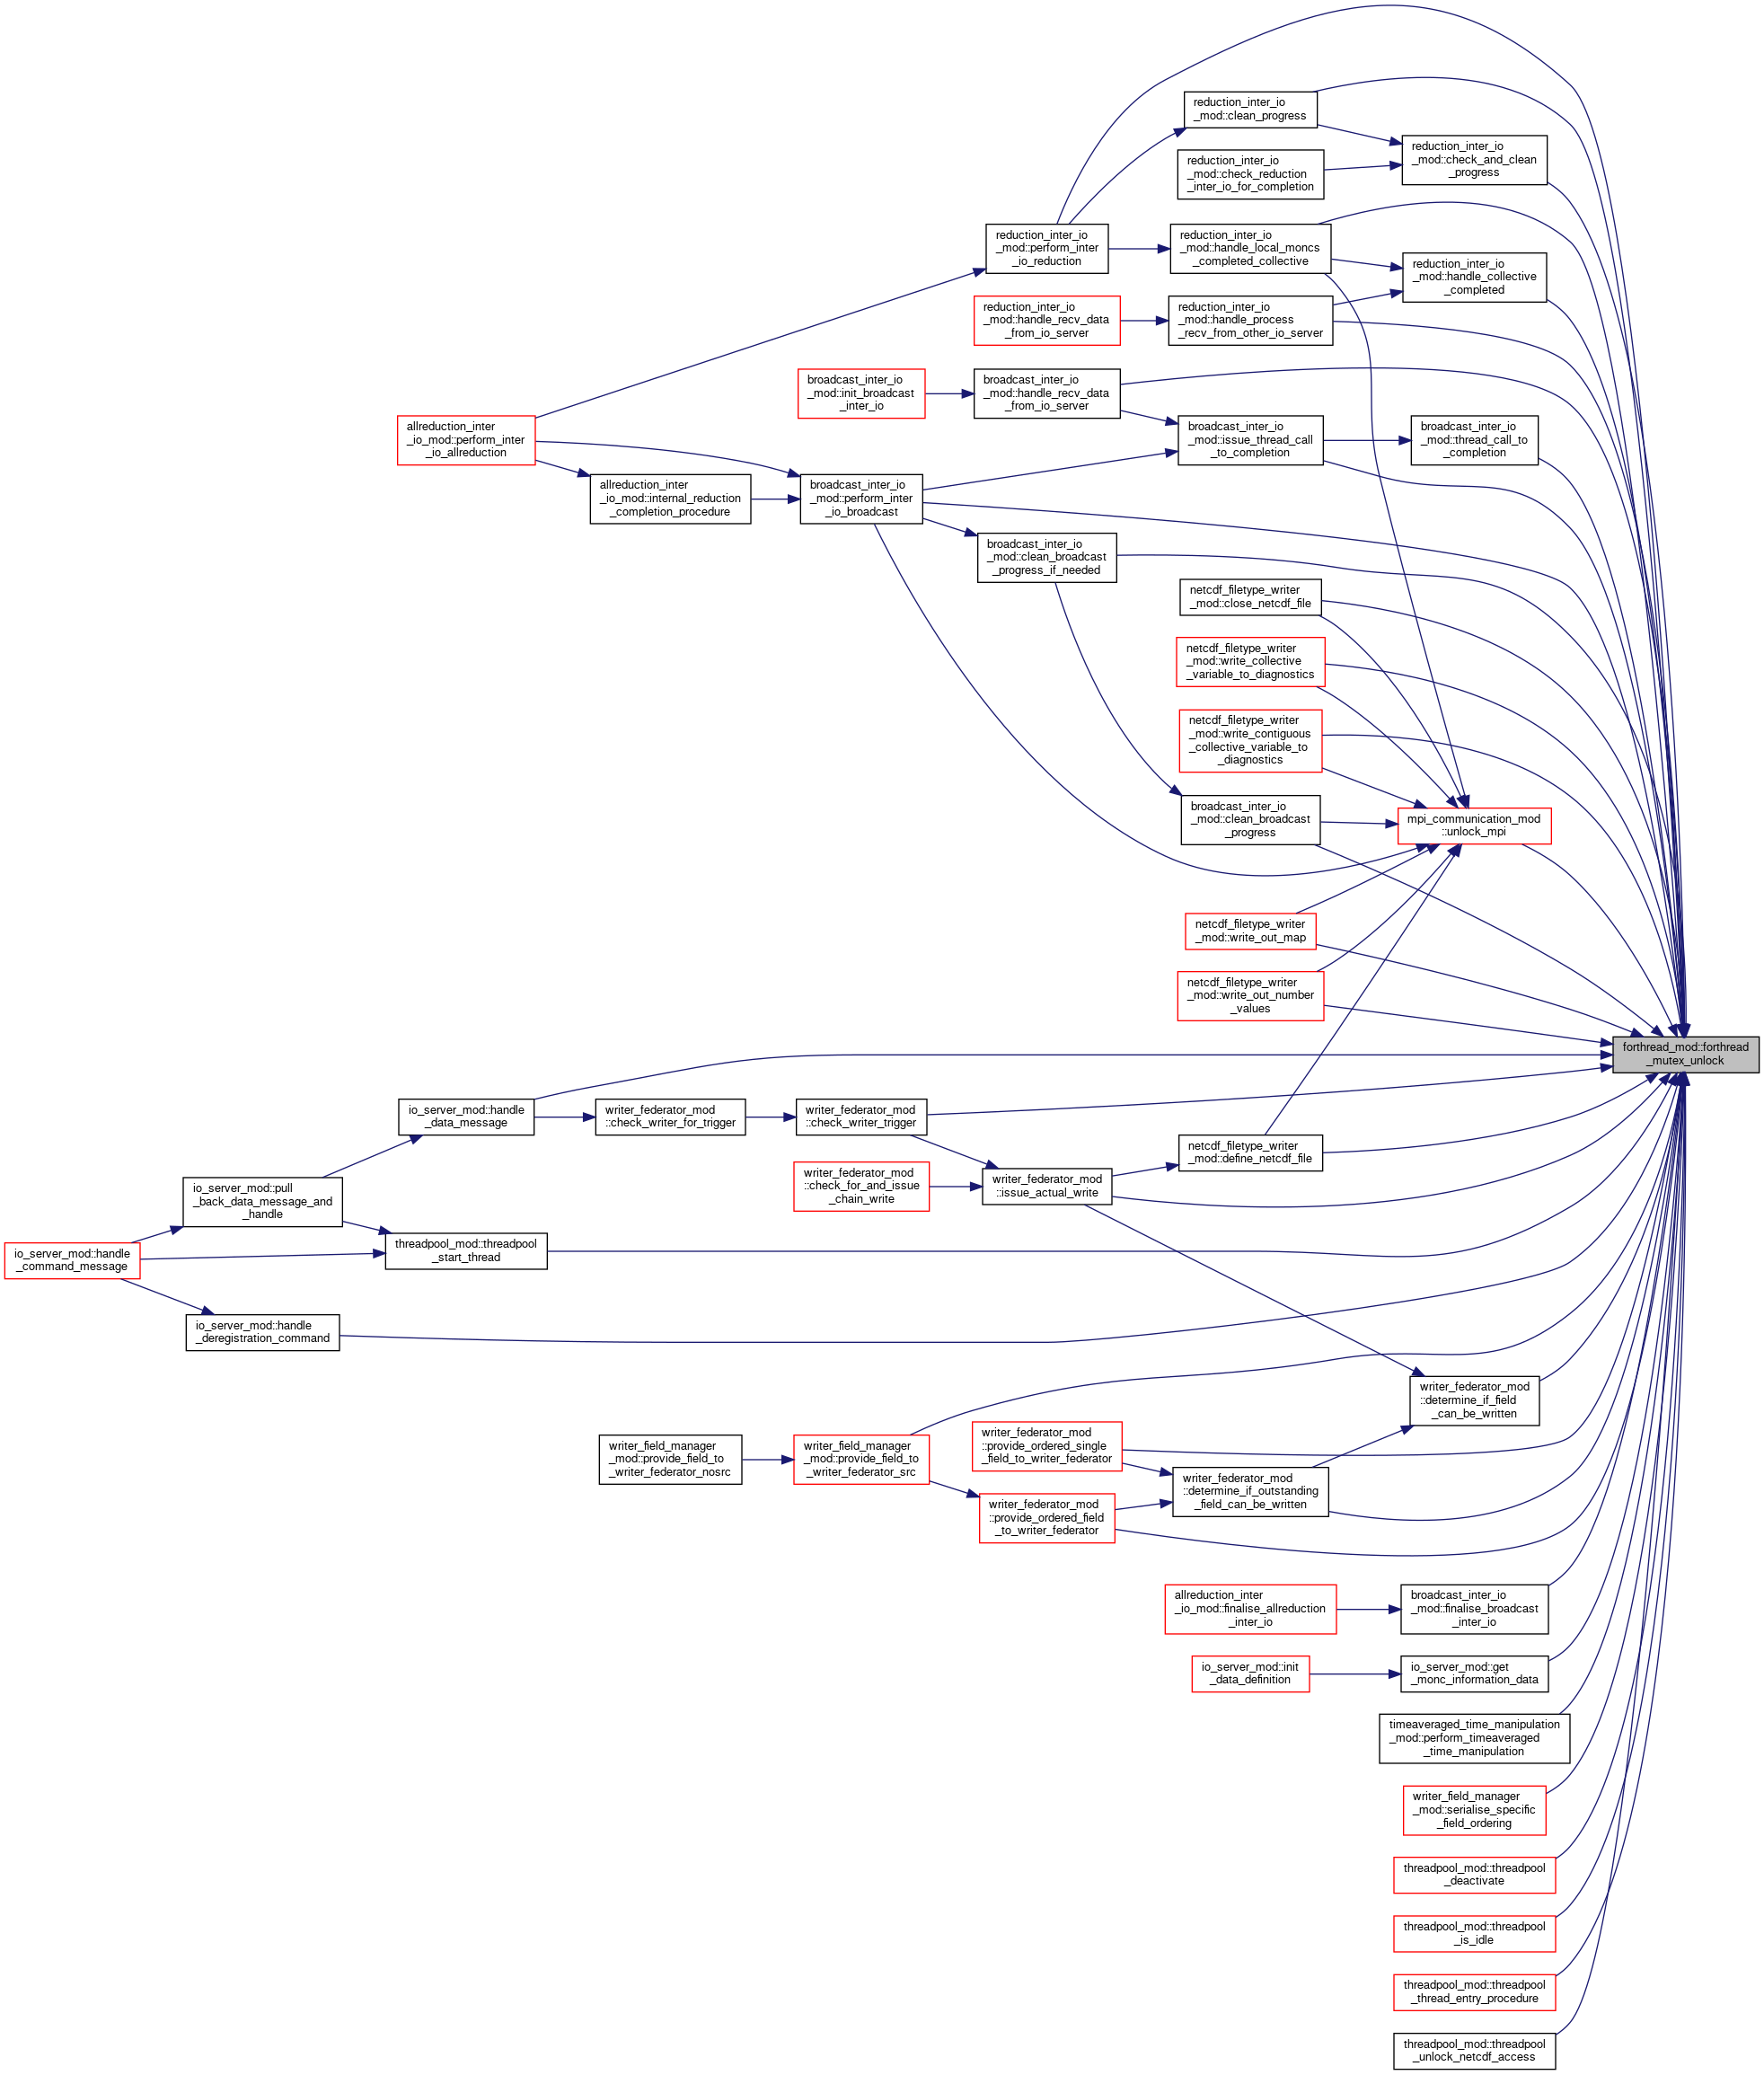 reduction_inter_io
_mod::clean_progress
reduction_inter_io
_mod::check_and_clean
_progress
reduction_inter_io
_mod::check_reduction
_inter_io_for_completion
reduction_inter_io
_mod::perform_inter
_io_reduction
reduction_inter_io
_mod::handle_local_moncs
_completed_collective
reduction_inter_io
_mod::handle_collective
_completed
reduction_inter_io
_mod::handle_recv_data
_from_io_server
reduction_inter_io
_mod::handle_process
_recv_from_other_io_server
broadcast_inter_io
_mod::init_broadcast
_inter_io
broadcast_inter_io
_mod::handle_recv_data
_from_io_server
allreduction_inter
_io_mod::perform_inter
_io_allreduction
broadcast_inter_io
_mod::issue_thread_call
_to_completion
broadcast_inter_io
_mod::thread_call_to
_completion
allreduction_inter
_io_mod::internal_reduction
_completion_procedure
broadcast_inter_io
_mod::perform_inter
_io_broadcast
broadcast_inter_io
_mod::clean_broadcast
_progress_if_needed
netcdf_filetype_writer
_mod::close_netcdf_file
netcdf_filetype_writer
_mod::write_collective
_variable_to_diagnostics
netcdf_filetype_writer
_mod::write_contiguous
_collective_variable_to
_diagnostics
broadcast_inter_io
_mod::clean_broadcast
_progress
mpi_communication_mod
::unlock_mpi
netcdf_filetype_writer
_mod::write_out_map
netcdf_filetype_writer
_mod::write_out_number
_values
forthread_mod::forthread
_mutex_unlock
io_server_mod::handle
_data_message
writer_federator_mod
::check_writer_for_trigger
writer_federator_mod
::check_writer_trigger
netcdf_filetype_writer
_mod::define_netcdf_file
writer_federator_mod
::check_for_and_issue
_chain_write
writer_federator_mod
::issue_actual_write
io_server_mod::pull
_back_data_message_and
_handle
io_server_mod::handle
_command_message
threadpool_mod::threadpool
_start_thread
io_server_mod::handle
_deregistration_command
writer_federator_mod
::determine_if_field
_can_be_written
writer_field_manager
_mod::provide_field_to
_writer_federator_nosrc
writer_field_manager
_mod::provide_field_to
_writer_federator_src
writer_federator_mod
::provide_ordered_single
_field_to_writer_federator
writer_federator_mod
::determine_if_outstanding
_field_can_be_written
writer_federator_mod
::provide_ordered_field
_to_writer_federator
allreduction_inter
_io_mod::finalise_allreduction
_inter_io
broadcast_inter_io
_mod::finalise_broadcast
_inter_io
io_server_mod::init
_data_definition
io_server_mod::get
_monc_information_data
timeaveraged_time_manipulation
_mod::perform_timeaveraged
_time_manipulation
writer_field_manager
_mod::serialise_specific
_field_ordering
threadpool_mod::threadpool
_deactivate
threadpool_mod::threadpool
_is_idle
threadpool_mod::threadpool
_thread_entry_procedure
threadpool_mod::threadpool
_unlock_netcdf_access